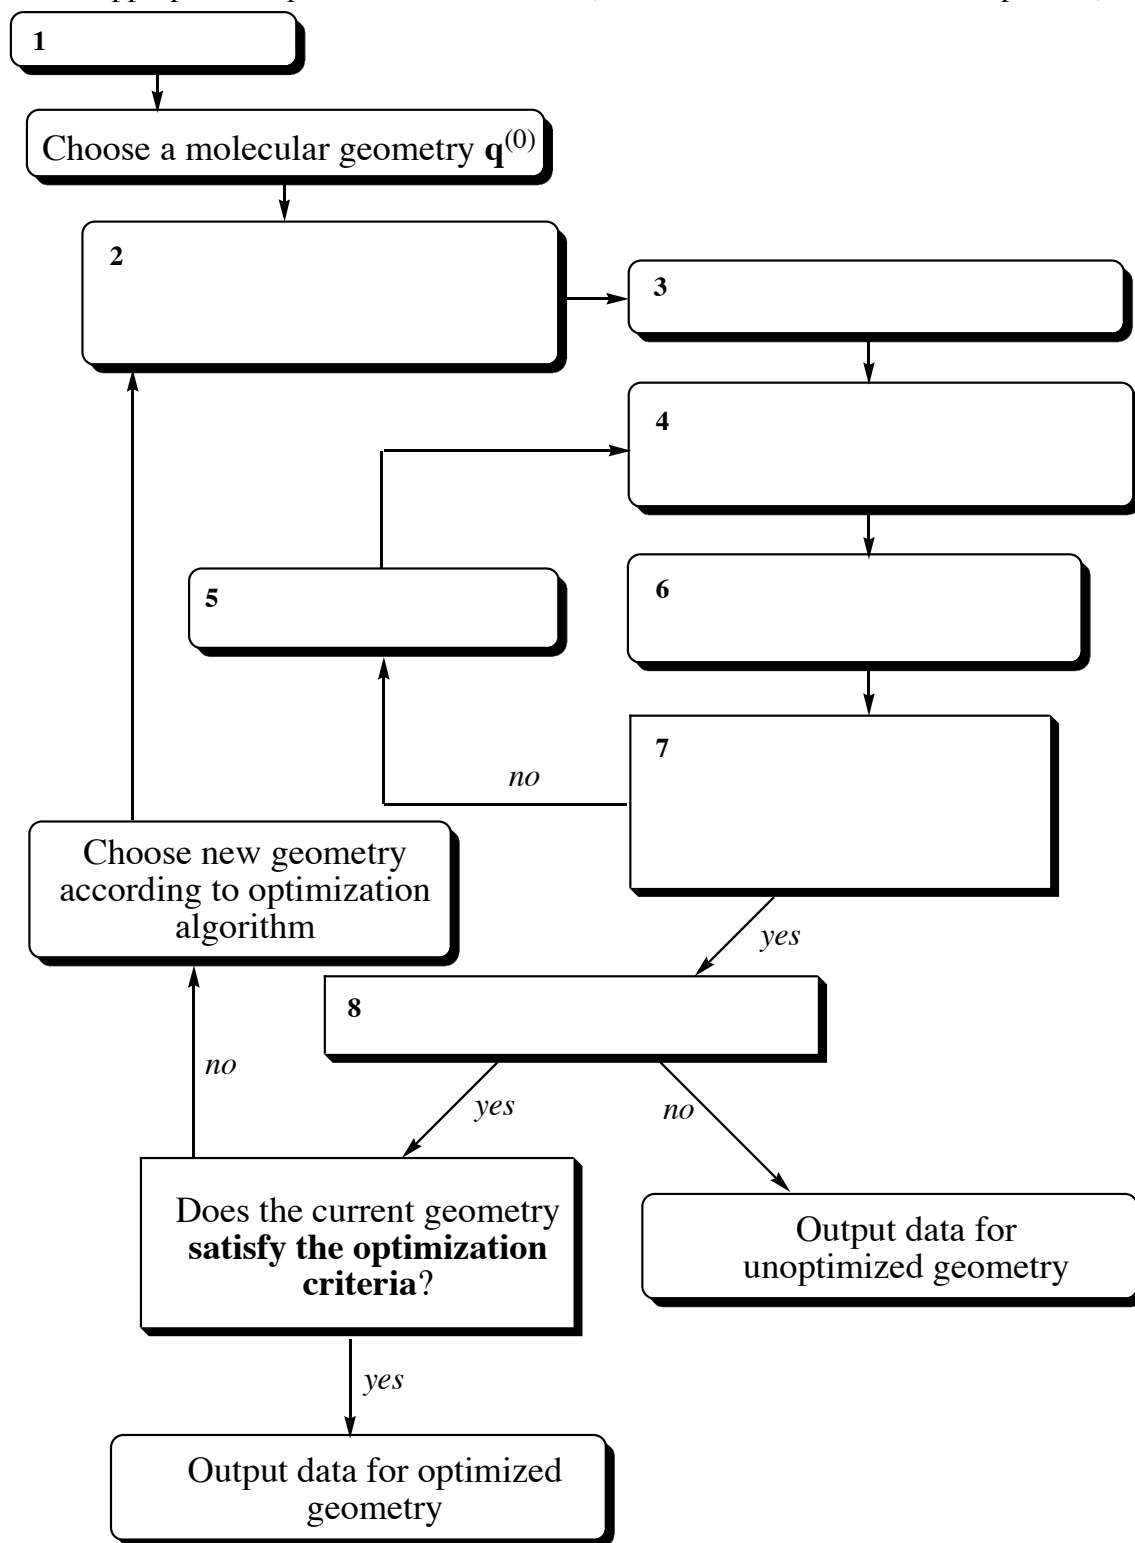 1
Choose a molecular geometry q(0)
2
3
4
5
6
7
no
Choose new geometry
according to optimization
algorithm
yes
8
no
yes
no
Does the current geometry
satisfy the optimization
criteria?
Output data for
unoptimized geometry
yes
Output data for optimized
geometry